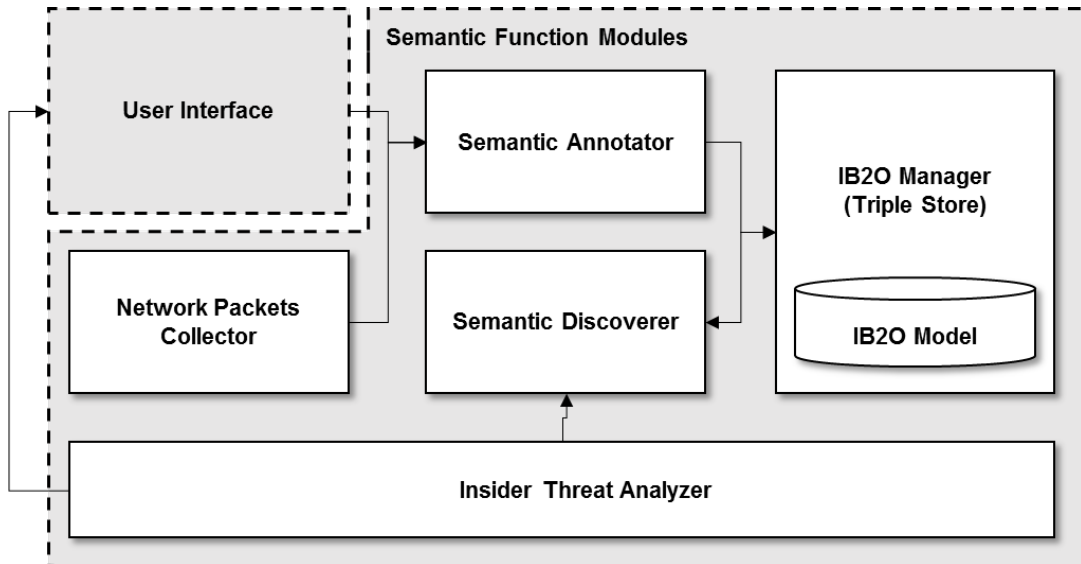 Semantic Function Modules
User Interface
Semantic Annotator
IB2O Manager
(Triple Store)
Network Packets
Collector
Semantic Discoverer
IB2O Model
Insider Threat Analyzer